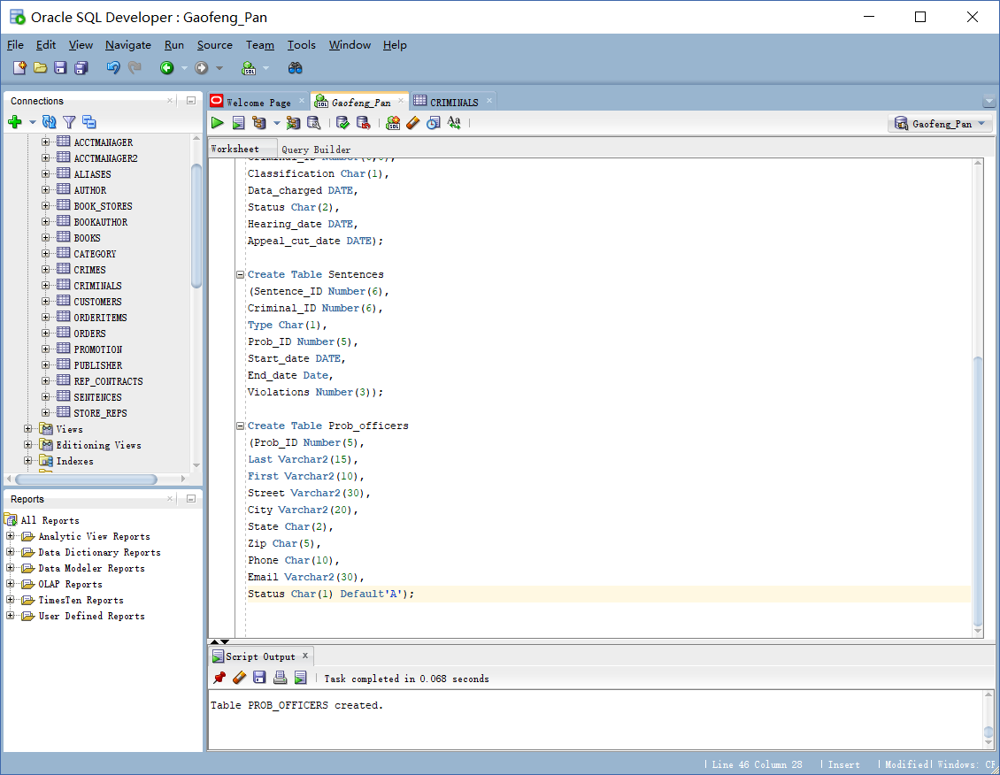 Oracle SQL Developer : Gaofeng_Pan
File Edit View Navigate Run Source Team Tools Window Help
Connections
ACCTMANAGER
ACCTMANAGER2
ALIASES
AUTHOR
BOOK_STORES
BOOKAUTHOR
BOOKS
CATEGORY
CRIMES
CRIMINALS
CUSTOMERS
ORDERITEMS
ORDERS
PROMOTION
PUBLISHER
REP_CONTRACTS
SENTENCES
STORE_REPS
Views
Editioning Views
Indexes
Reports
All Reports
Analytic View Reports
Data Dictionary Reports
Data Modeler Reports
OLAP Reports
TimesTen Reports
User Defined Reports
Welcome Page Gaofeng_Pan CRIMINALS
Gaofeng_Pan
Worksheet Query Builder
Classification Char(1),
Data_charged DATE,
Status Char(2),
Hearing_date DATE,
Appeal_cut_date DATE);
Create Table Sentences
(Sentence_ID Number(6),
Criminal_ID Number(6),
Type Char(1),
Prob_ID Number(5),
Start_date DATE,
End_date Date,
Violations Number(3));
Create Table Prob_officers
(Prob_ID Number(5),
Last Varchar2(15),
First Varchar2(10),
Street Varchar2(30),
City Varchar2(20),
State Char(2),
Zip Char(5),
Phone Char(10),
Email Varchar2(30),
Status Char(1) Default'A');
Script Output
Task completed in 0.068 seconds
Table PROB_OFFICERS created.
Line 46 Column 28 | Insert | Modified | Windows: CR